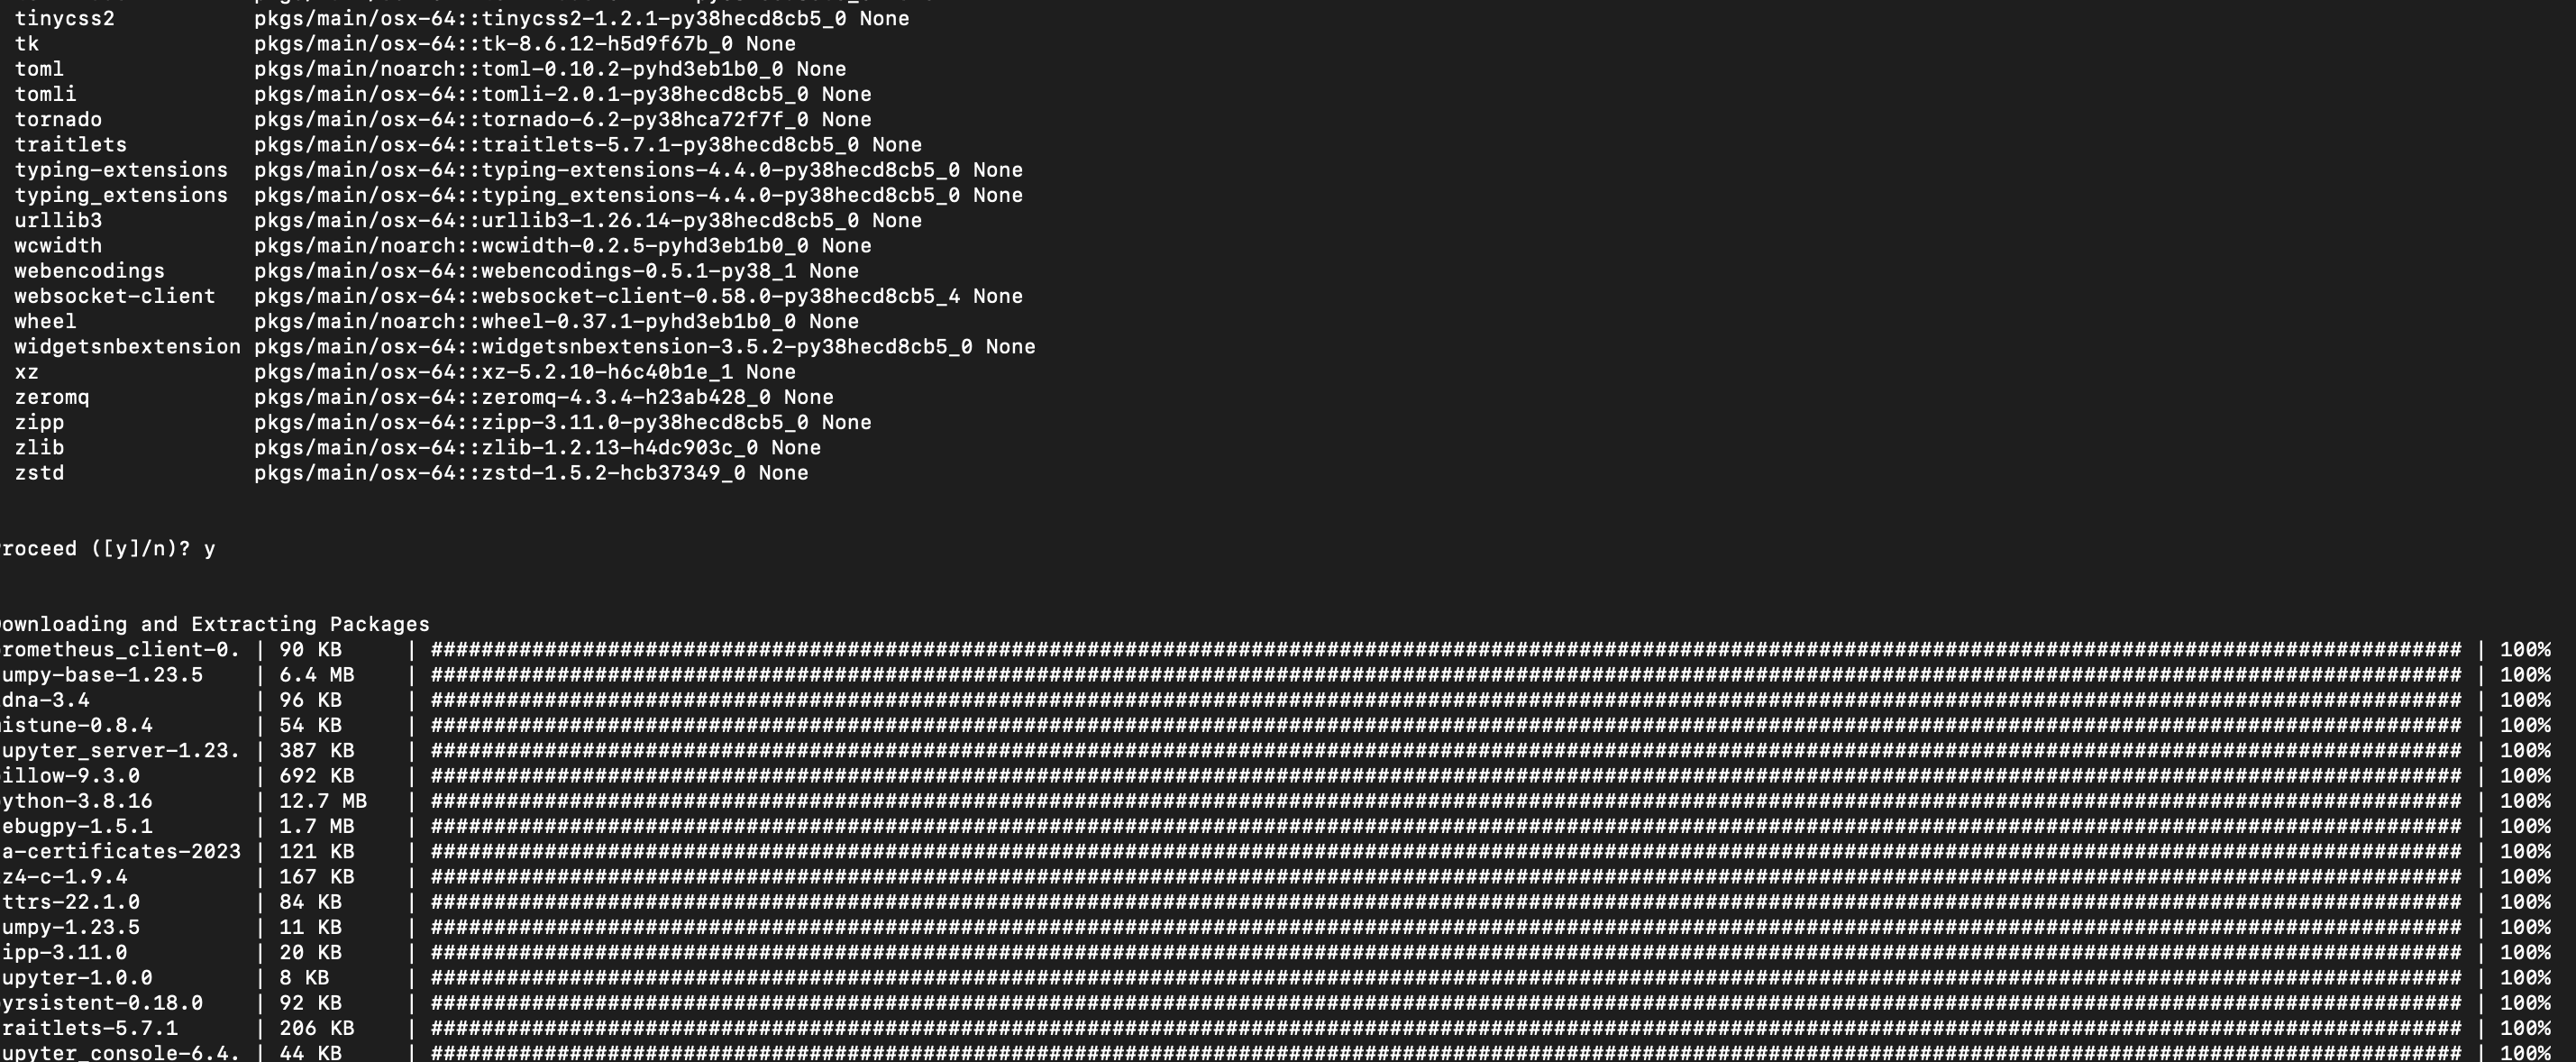 tinycss2 pkgs/main/osx-64::tinycss2-1.2.1-py38hecd8cb5_0 None
tk pkgs/main/osx-64::tk-8.6.12-h5d9f67b_0 None
toml pkgs/main/noarch::toml-0.10.2-pyhd3eb1b0_0 None
tomli pkgs/main/osx-64::tomli-2.0.1-py38hecd8cb5_0 None
tornado pkgs/main/osx-64::tornado-6.2-py38hca72f7f_0 None
traitlets pkgs/main/osx-64::traitlets-5.7.1-py38hecd8cb5_0 None
typing-extensions pkgs/main/osx-64::typing-extensions-4.4.0-py38hecd8cb5_0 None
typing_extensions pkgs/main/osx-64::typing_extensions-4.4.0-py38hecd8cb5_0 None
urllib3 pkgs/main/osx-64::urllib3-1.26.14-py38hecd8cb5_0 None
wcwidth pkgs/main/noarch::wcwidth-0.2.5-pyhd3eb1b0_0 None
webencodings pkgs/main/osx-64::webencodings-0.5.1-py38_1 None
websocket-client pkgs/main/osx-64::websocket-client-0.58.0-py38hecd8cb5_4 None
wheel pkgs/main/noarch::wheel-0.37.1-pyhd3eb1b0_0 None
widgetsnbextension pkgs/main/osx-64::widgetsnbextension-3.5.2-py38hecd8cb5_0 None
xz pkgs/main/osx-64::xz-5.2.10-h6c40b1e_1 None
zeromq pkgs/main/osx-64::zeromq-4.3.4-h23ab428_0 None
zipp pkgs/main/osx-64::zipp-3.11.0-py38hecd8cb5_0 None
zlib pkgs/main/osx-64::zlib-1.2.13-h4dc903c_0 None
zstd pkgs/main/osx-64::zstd-1.5.2-hcb37349_0 None
roceed ([y]/n)? y
ownloading and Extracting Packages
rometheus_client-0. | 90 KB | ################################################################################################################################################################# | 100%
umpy-base-1.23.5 | 6.4 MB | ################################################################################################################################################################# | 100%
dna-3.4 | 96 KB | ################################################################################################################################################################# | 100%
istune-0.8.4 | 54 KB | ################################################################################################################################################################# | 100%
upyter_server-1.23. | 387 KB | ################################################################################################################################################################# | 100%
illow-9.3.0 | 692 KB | ################################################################################################################################################################# | 100%
ython-3.8.16 | 12.7 MB | ################################################################################################################################################################# | 100%
ebugpy-1.5.1 | 1.7 MB | ################################################################################################################################################################# | 100%
a-certificates-2023 | 121 KB | ################################################################################################################################################################# | 100%
z4-c-1.9.4 | 167 KB | ################################################################################################################################################################# | 100%
ttrs-22.1.0 | 84 KB | ################################################################################################################################################################# | 100%
umpy-1.23.5 | 11 KB | ################################################################################################################################################################# | 100%
ipp-3.11.0 | 20 KB | ################################################################################################################################################################# | 100%
upyter-1.0.0 | 8 KB | ################################################################################################################################################################# | 100%
yrsistent-0.18.0 | 92 KB | ################################################################################################################################################################# | 100%
raitlets-5.7.1 | 206 KB | ################################################################################################################################################################# | 100%
upyter_console-6.4. | 44 KB | ################################################################################################################################################################# | 100%